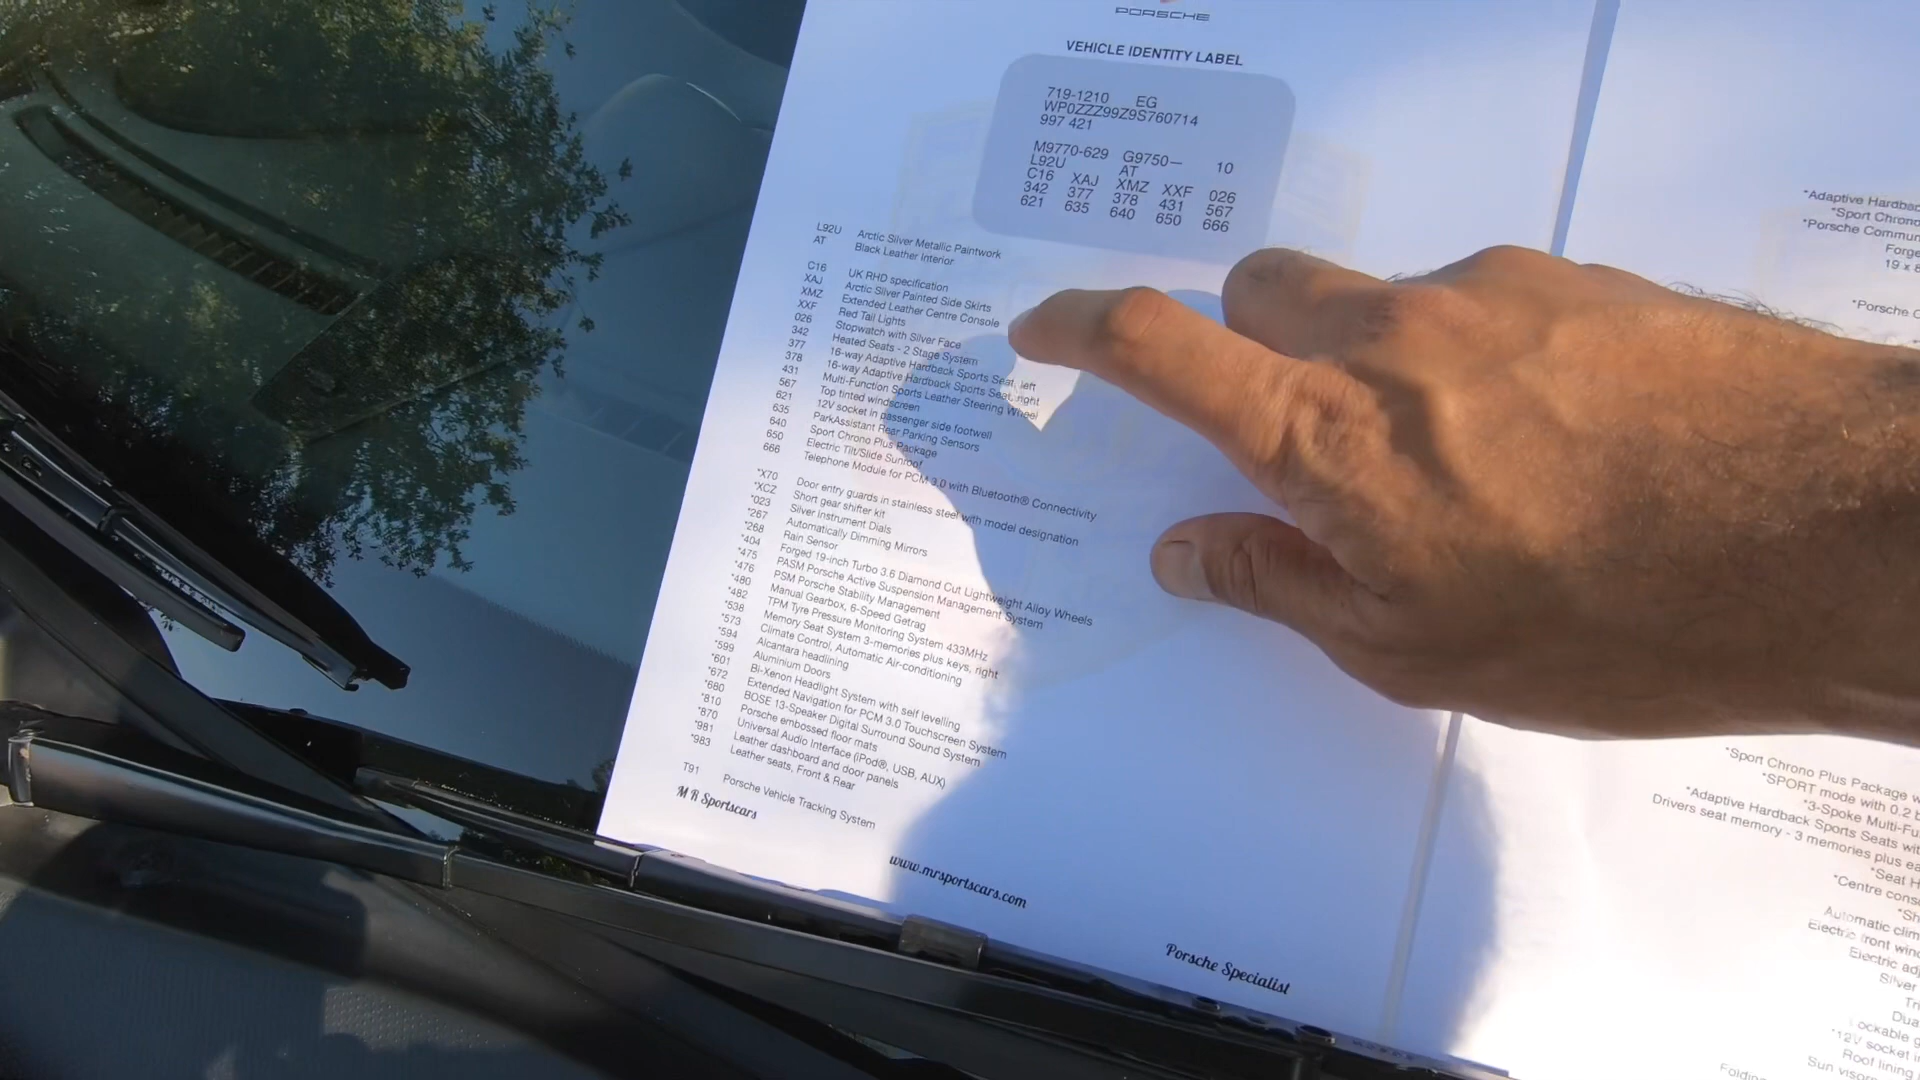 PORSCHE
VEHICLE IDENTITY LABEL
719-1210 EG
WP0ZZZ99Z9S760714
997 421
M9770-629 G9750— 10
L92U AT
C16 XAJ XMZ XXF 026
342 377 378 431 567
621 635 640 650 666
L92U Arctic Silver Metallic Paintwork
AT Black Leather Interior
C16 UK RHD specification
XAJ Arctic Silver Painted Side Skirts
XMZ Extended Leather Centre Console
XXF Red Tail Lights
026 Stopwatch with Silver Face
342 Heated Seats - 2 Stage System
377 16-way Adaptive Hardback Sports Seat, left
378 16-way Adaptive Hardback Sports Seat, right
431 Multi-Function Sports Leather Steering Wheel
567 Top tinted windscreen
621 12V socket in passenger side footwell
635 ParkAssistant Rear Parking Sensors
640 Sport Chrono Plus Package
650 Electric Tilt/Slide Sunroof
666 Telephone Module for PCM 3.0 with Bluetooth® Connectivity
*X70 Door entry guards in stainless steel with model designation
*XCZ Short gear shifter kit
*023 Silver Instrument Dials
*267 Automatically Dimming Mirrors
*268 Rain Sensor
*404 Forged 19-inch Turbo 3.6 Diamond Cut Lightweight Alloy Wheels
*475 PASM Porsche Active Suspension Management System
*476 PSM Porsche Stability Management
*480 Manual Gearbox, 6-Speed Getrag
*482 TPM Tyre Pressure Monitoring System 433MHz
*538 Memory Seat System 3-memories plus keys, right
*573 Climate Control, Automatic Air-conditioning
*594 Alcantara headlining
*599 Aluminium Doors
*601 Bi-Xenon Headlight System with self levelling
*672 Extended Navigation for PCM 3.0 Touchscreen System
*680 BOSE 13-Speaker Digital Surround Sound System
*810 Porsche embossed floor mats
*870 Universal Audio Interface (iPod®, USB, AUX)
*981 Leather dashboard and door panels
*983 Leather seats, Front & Rear
T91 Porsche Vehicle Tracking System
M R Sportscars
www.mrsportscars.com
Porsche Specialist
*Adaptive Hardbac
*Sport Chrono
*Porsche Commun
Forge
19 x 8
*Porsche C
*Sport Chrono Plus Package w
*SPORT mode with 0.2 b
*3-Spoke Multi-Fu
*Adaptive Hardback Sports Seats wit
Drivers seat memory - 3 memories plus ea
*Seat H
*Centre cons
*Sh
Automatic clim
Electric front wind
Electric adj
Silver
Tri
Dua
Lockable g
*12V socket i
Roof lining
Sun visor
Folding